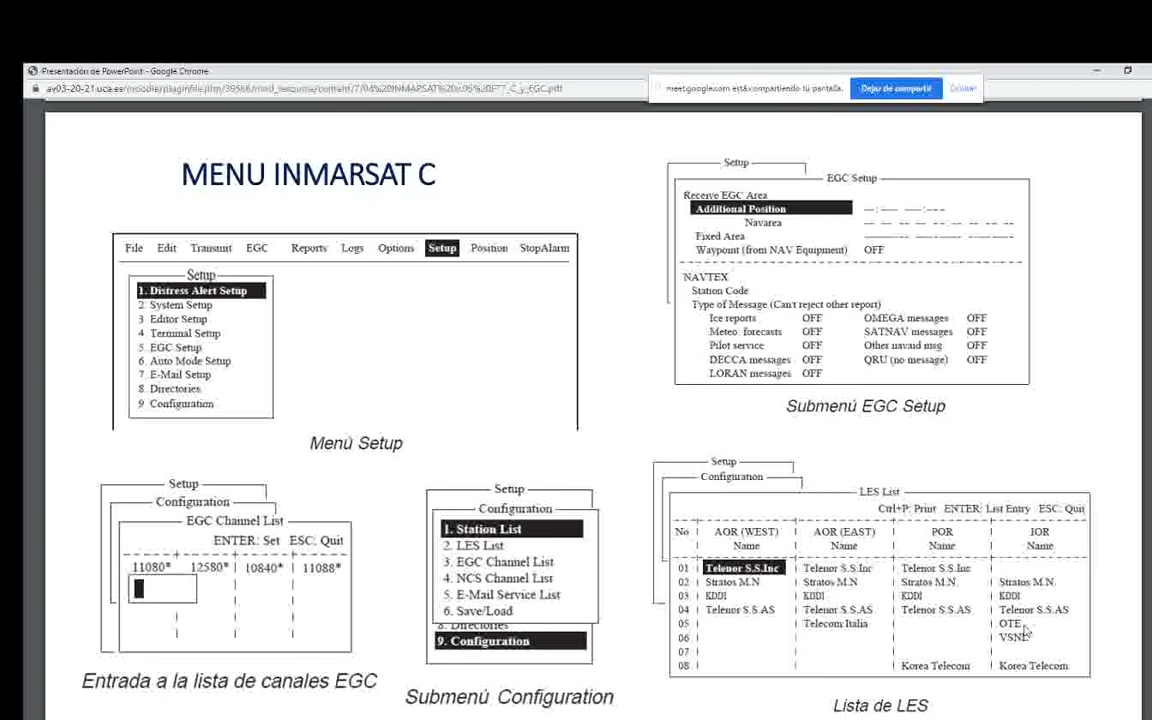 Presentación de PowerPoint - Google Chrome
meet.google.com está compartiendo tu pantalla.
Dejar de compartir
Ocultar
MENU INMARSAT C
File Edit Transmit EGC Reports Logs Options Setup Position StopAlarm
Setup
1. Distress Alert Setup
2 System Setup
3 Editor Setup
4 Terminal Setup
5 EGC Setup
6. Auto Mode Setup
7 E-Mail Setup
8 Directories
9 Configuration
Menú Setup
Setup
EGC Setup
Receive EGC Area
Additional Position
Navarea
Fixed Area
Waypoint (from NAV Equipment) OFF
NAVTEX
Station Code
Type of Message (Can't reject other report)
Ice reports OFF OMEGA messages OFF
Meteo. forecasts OFF SATNAV messages OFF
Pilot service OFF Other navaid msg OFF
DECCA messages OFF QRU (no message) OFF
LORAN messages OFF
Submenú EGC Setup
Setup
Configuration
EGC Channel List
ENTER: Set ESC: Quit
11080* 12580* 10840* 11088*
Entrada a la lista de canales EGC
Setup
Configuration
1. Station List
2. LES List
3. EGC Channel List
4. NCS Channel List
5. E-Mail Service List
6. Save/Load
8. Directories
9. Configuration
Submenú Configuration
Setup
Configuration
LES List
Ctrl+P: Print ENTER: List Entry ESC: Quit
No AOR (WEST) AOR (EAST) POR IOR
Name Name Name Name
01 Telenor S.S.Inc Telenor S.S.Inc Telenor S.S.Inc
02 Stratos M.N Stratos M.N Stratos M.N. Stratos M.N.
03 KDDI KDDI KDDI KDDI
04 Telenor S.S.AS Telenor S.S.AS Telenor S.S.AS Telenor S.S.AS
05 Telecom Italia OTE
06 VSNL
07
08 Korea Telecom Korea Telecom
Lista de LES